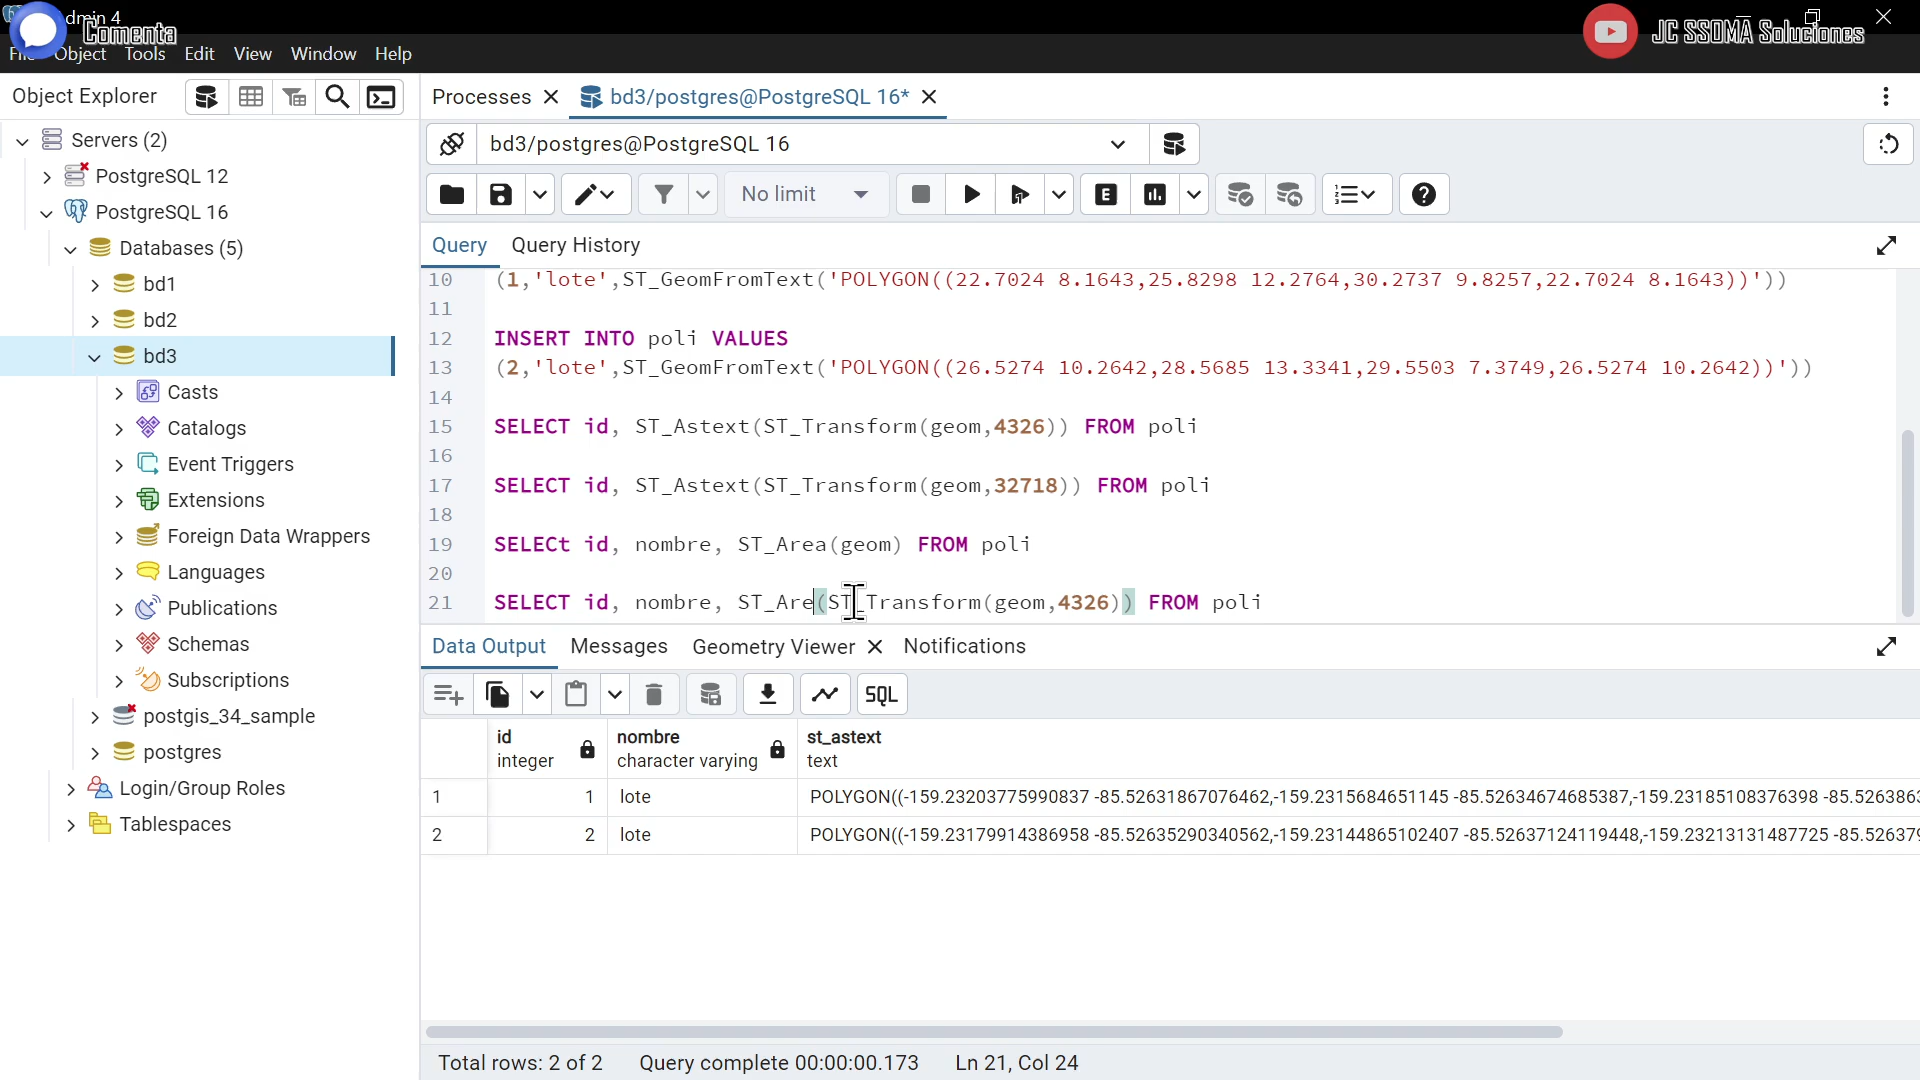 dmin 4
Comenta
JC SSOMA Soluciones
Object Tools Edit View Window Help
Object Explorer
Processes
bd3/postgres@PostgreSQL 16*
Servers (2)
bd3/postgres@PostgreSQL 16
PostgreSQL 12
No limit
E
PostgreSQL 16
Databases (5)
Query Query History
bd1
10 (1,'lote',ST_GeomFromText('POLYGON((22.7024 8.1643,25.8298 12.2764,30.2737 9.8257,22.7024 8.1643))'))
11
bd2
12 INSERT INTO poli VALUES
bd3
13 (2,'lote',ST_GeomFromText('POLYGON((26.5274 10.2642,28.5685 13.3341,29.5503 7.3749,26.5274 10.2642))'))
Casts
14
Catalogs
15 SELECT id, ST_Astext(ST_Transform(geom,4326)) FROM poli
16
Event Triggers
17 SELECT id, ST_Astext(ST_Transform(geom,32718)) FROM poli
Extensions
18
Foreign Data Wrappers
19 SELECt id, nombre, ST_Area(geom) FROM poli
Languages
20
Publications
21 SELECT id, nombre, ST_Are(ST_Transform(geom,4326)) FROM poli
Schemas
Data Output Messages Geometry Viewer Notifications
Subscriptions
SQL
postgis_34_sample
postgres
id nombre st_astext
integer character varying text
Login/Group Roles
1 1 lote POLYGON((-159.23203775990837 -85.52631867076462,-159.2315684651145 -85.52634674685387,-159.23185108376398 -85.526386
Tablespaces
2 2 lote POLYGON((-159.23179914386958 -85.52635290340562,-159.23144865102407 -85.52637124119448,-159.23213131487725 -85.526379
Total rows: 2 of 2 Query complete 00:00:00.173 Ln 21, Col 24